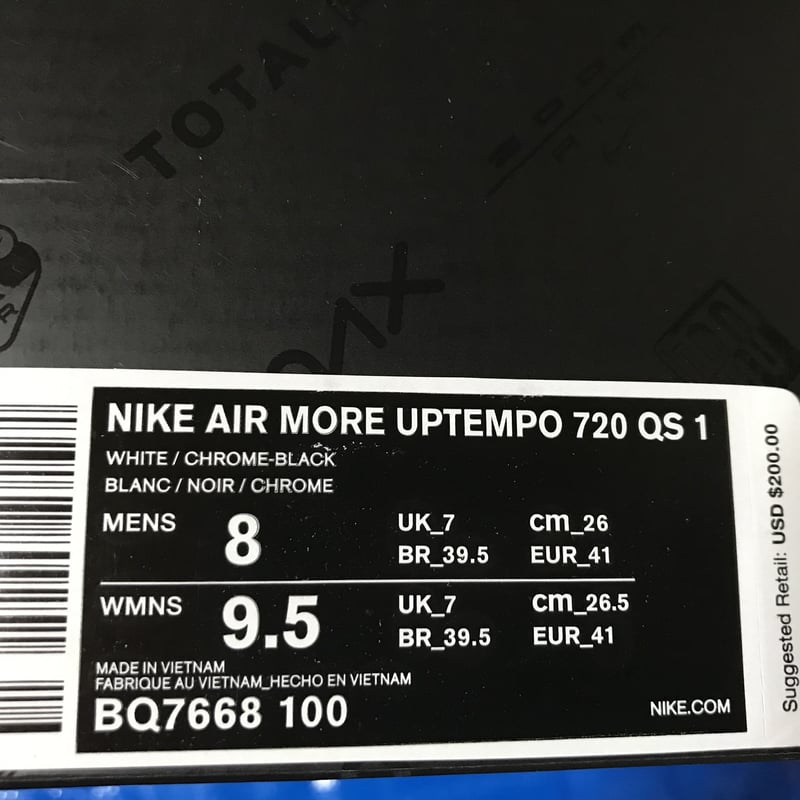 TOTAL
MAX
NIKE AIR MORE UPTEMPO 720 QS 1
WHITE / CHROME-BLACK
BLANC / NOIR / CHROME
MENS 8 UK_7 cm_26
BR_39.5 EUR_41
WMNS 9.5 UK_7 cm_26.5
BR_39.5 EUR_41
MADE IN VIETNAM
FABRIQUE AU VIETNAM_HECHO EN VIETNAM
BQ7668 100
NIKE.COM
Suggested Retail: USD $200.00